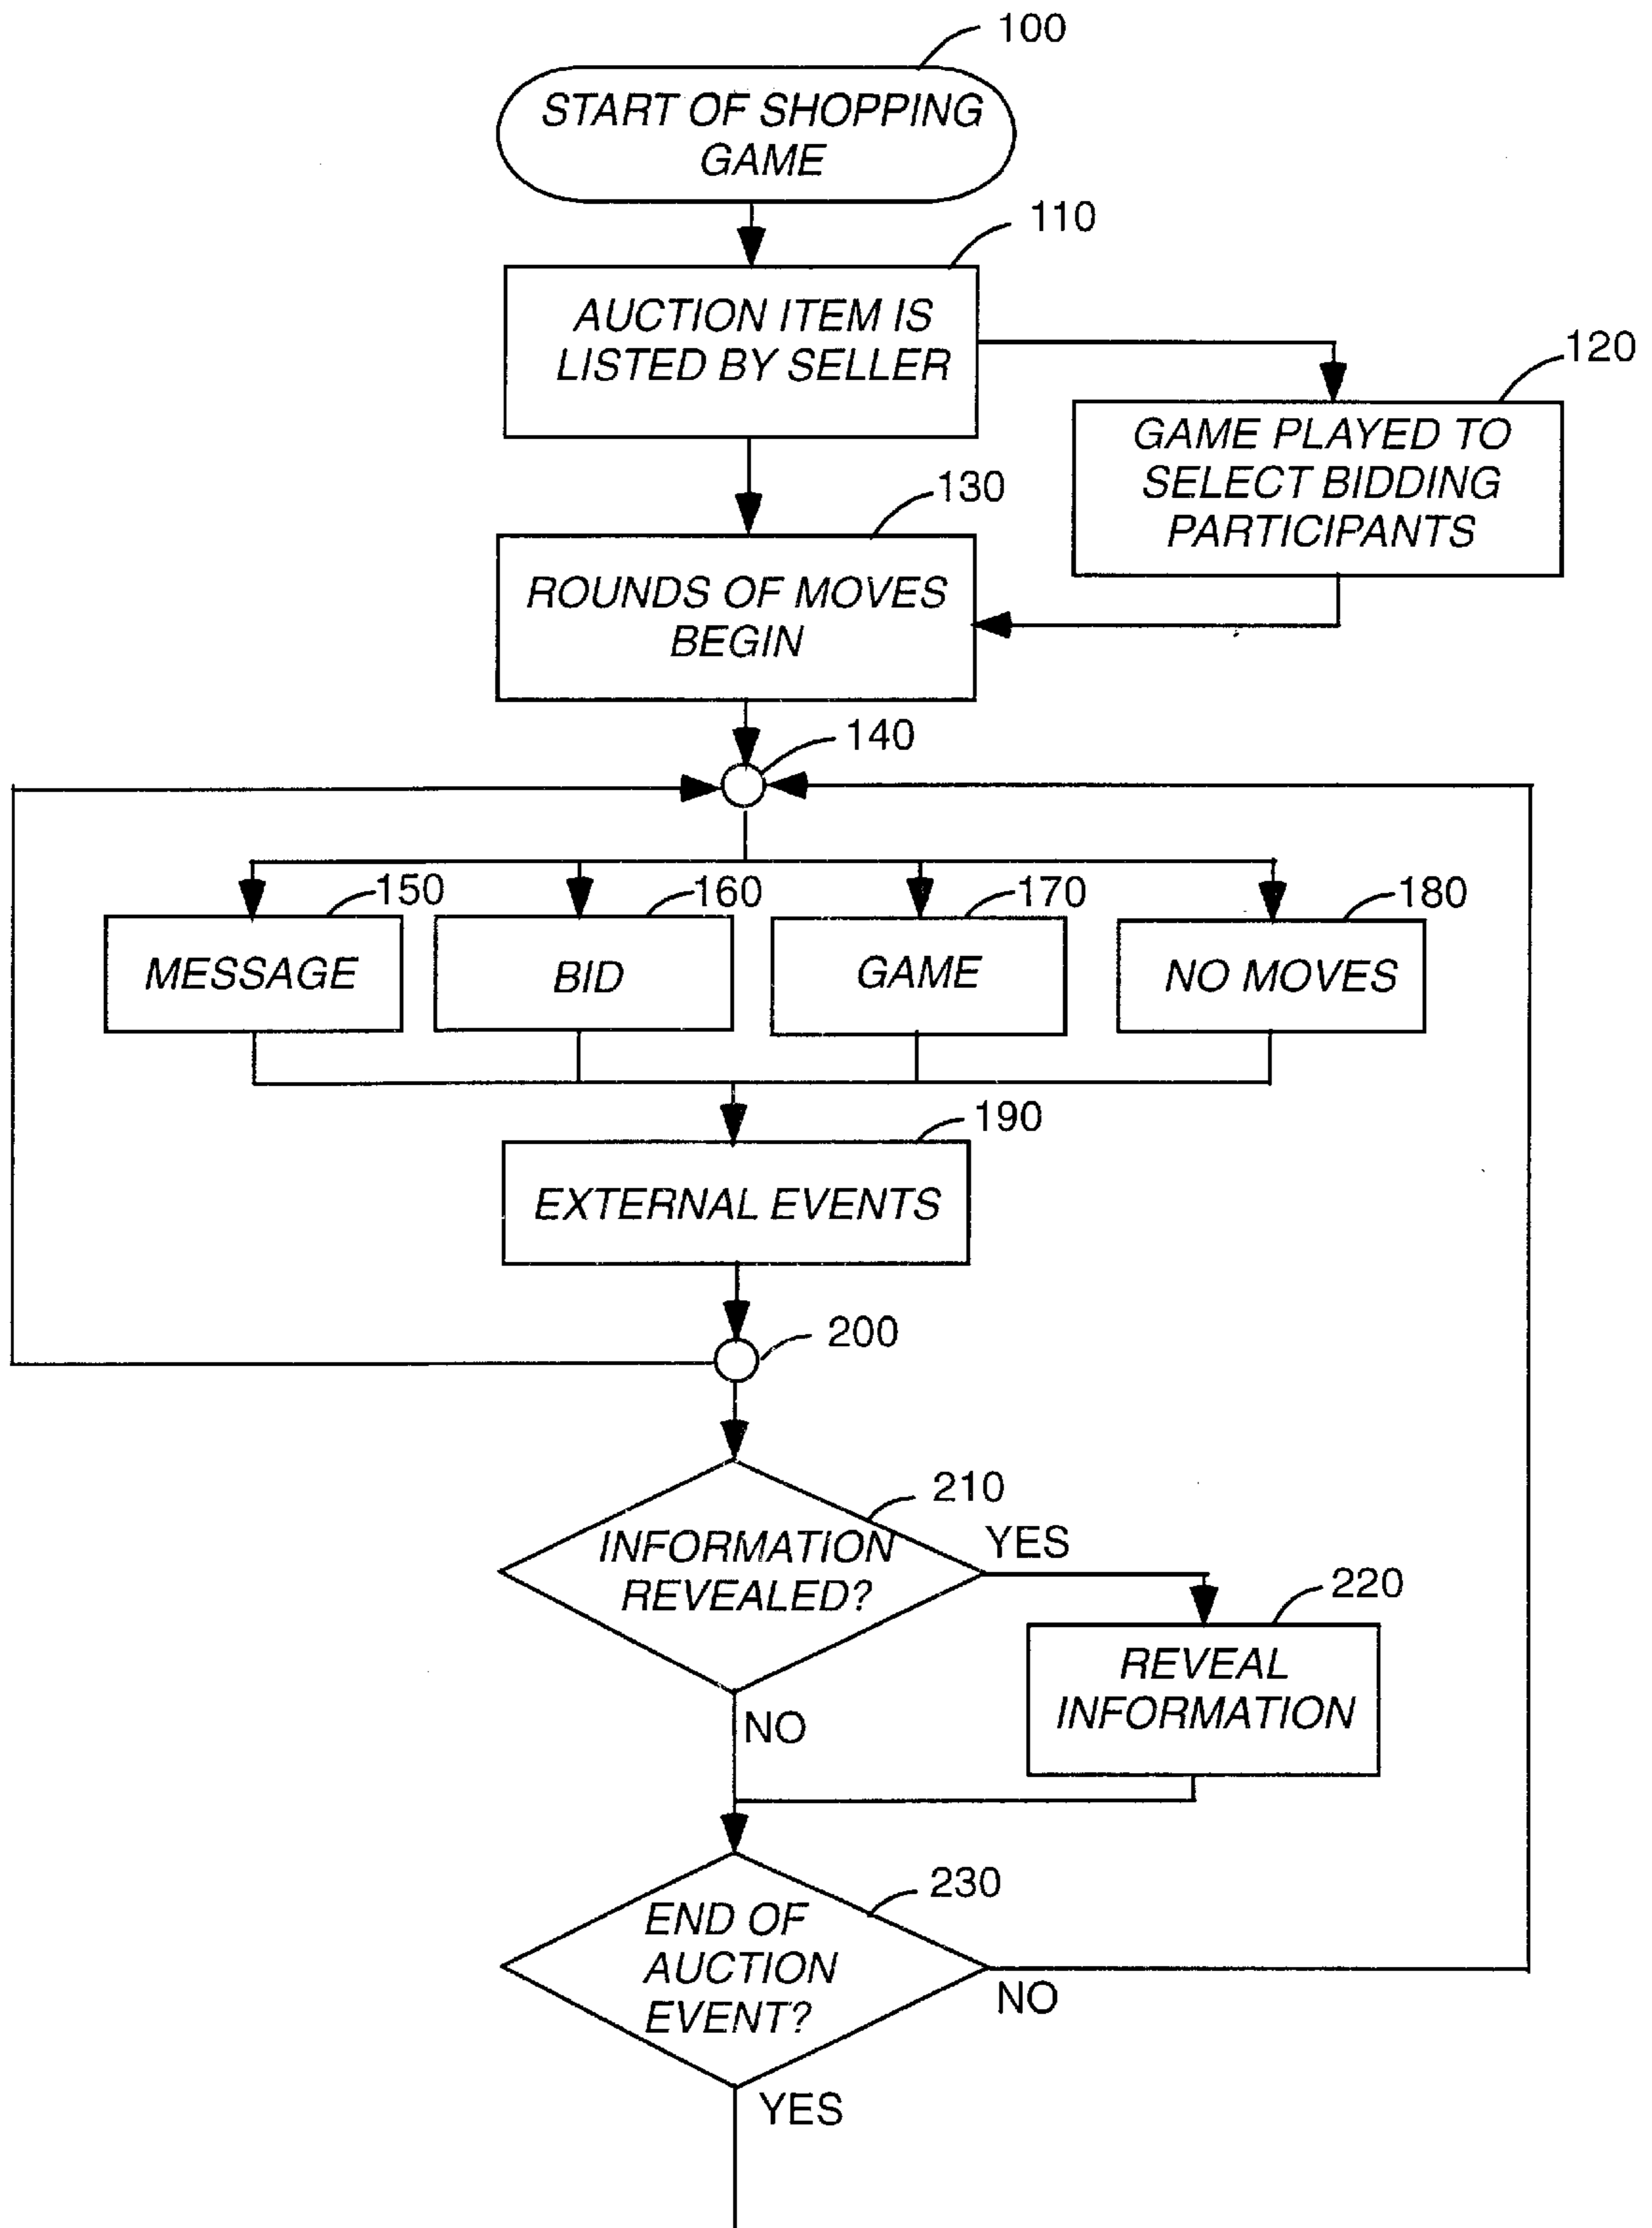 100
START OF SHOPPING
GAME
110
AUCTION ITEM IS
LISTED BY SELLER
120
GAME PLAYED TO
SELECT BIDDING
PARTICIPANTS
130
ROUNDS OF MOVES
BEGIN
140
150
160
170
180
MESSAGE
BID
GAME
NO MOVES
190
EXTERNAL EVENTS
200
210
INFORMATION
REVEALED?
YES
220
REVEAL
INFORMATION
NO
230
END OF
AUCTION
EVENT?
NO
YES